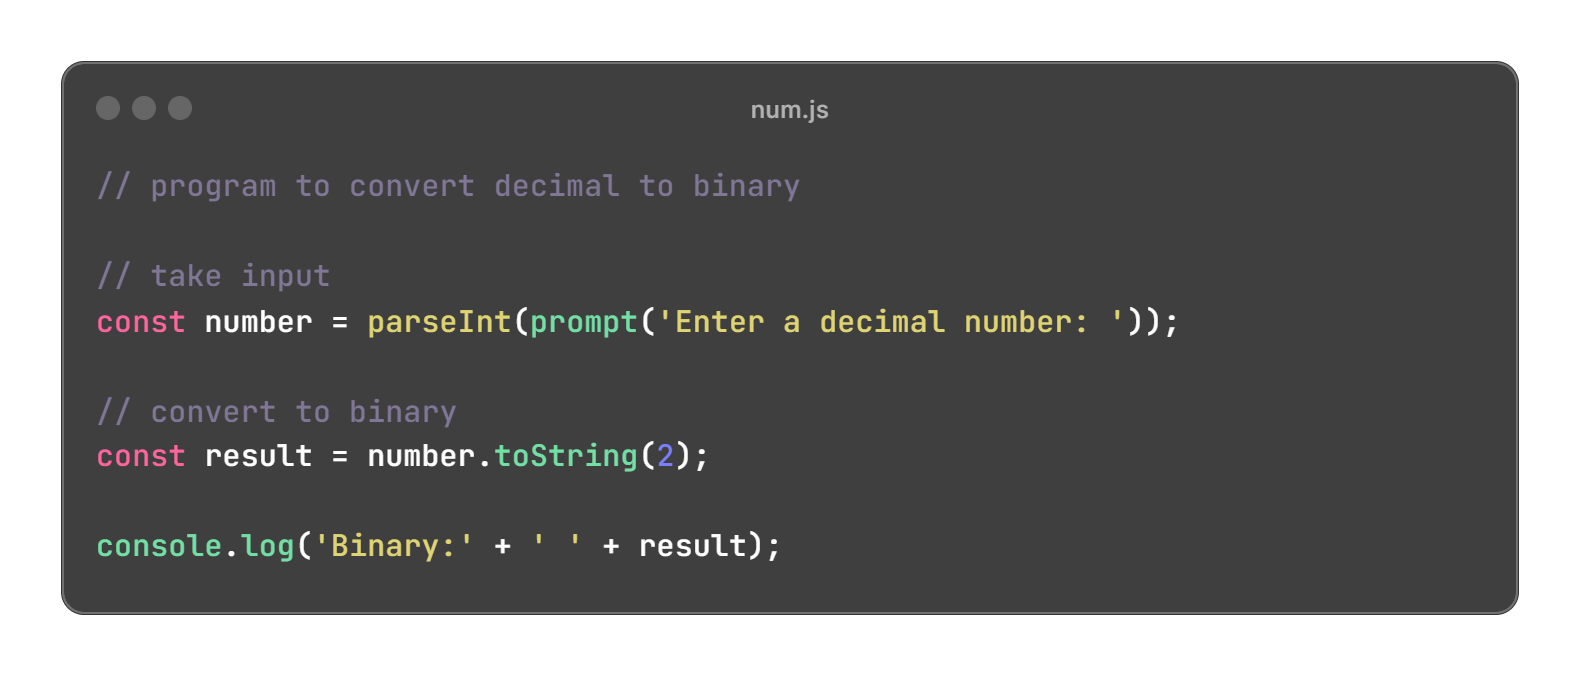 num.js
// program to convert decimal to binary
// take input
const number = parseInt(prompt('Enter a decimal number: '));
// convert to binary
const result = number.toString(2);
console.log('Binary:' + ' ' + result);